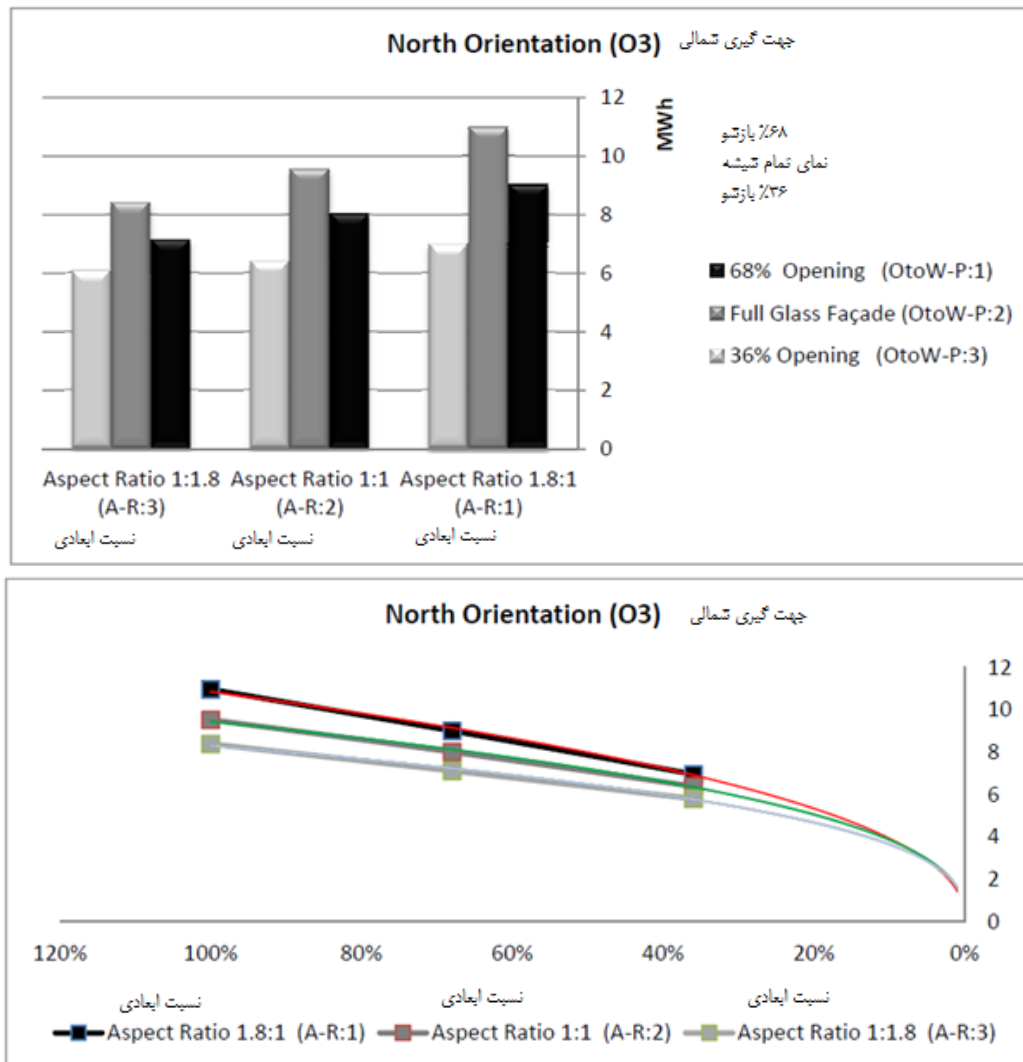 North Orientation (O3) جهت گیری شمالی
12
10
8
6
4
2
0
MWh
۶۸٪ بازشو
نمای تمام شیشه
۳۶٪ بازشو
68% Opening (OtoW-P:1)
Full Glass Façade (OtoW-P:2)
36% Opening (OtoW-P:3)
Aspect Ratio 1:1.8 Aspect Ratio 1:1 Aspect Ratio 1.8:1
(A-R:3) (A-R:2) (A-R:1)
نسبت ابعادی نسبت ابعادی نسبت ابعادی
North Orientation (O3) جهت گیری شمالی
12
10
8
6
4
2
0
120% 100% 80% 60% 40% 20% 0%
نسبت ابعادی نسبت ابعادی نسبت ابعادی
Aspect Ratio 1.8:1 (A-R:1) Aspect Ratio 1:1 (A-R:2) Aspect Ratio 1:1.8 (A-R:3)